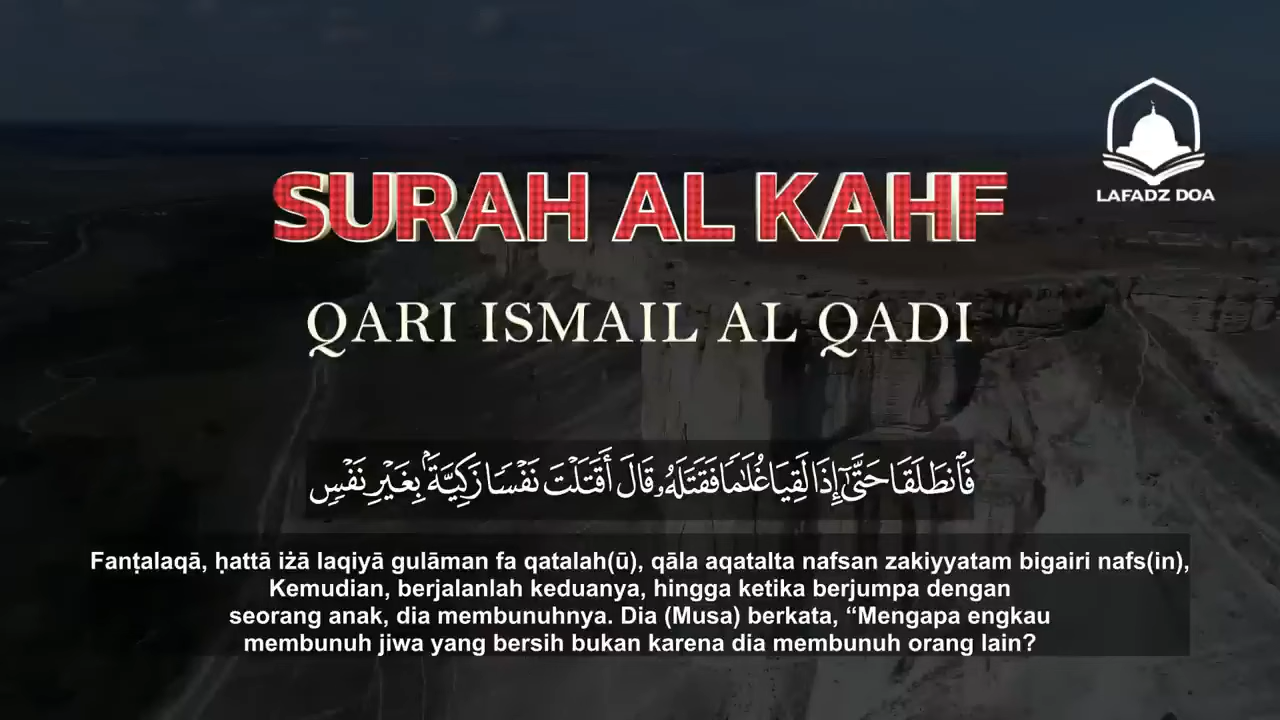 LAFADZ DOA
SURAH AL KAHF
QARI ISMAIL AL QADI
فَٱنطَلَقَا حَتَّىٰٓ إِذَا لَقِيَا غُلَـٰمًا فَقَتَلَهُۥ قَالَ أَقَتَلْتَ نَفْسًا زَكِيَّةًۢ بِغَيْرِ نَفْسٍ
Fanṭalaqā, ḥattā iżā laqiyā gulāman fa qatalah(ū), qāla aqatalta nafsan zakiyyatam bigairi nafs(in),
Kemudian, berjalanlah keduanya, hingga ketika berjumpa dengan
seorang anak, dia membunuhnya. Dia (Musa) berkata, “Mengapa engkau
membunuh jiwa yang bersih bukan karena dia membunuh orang lain?